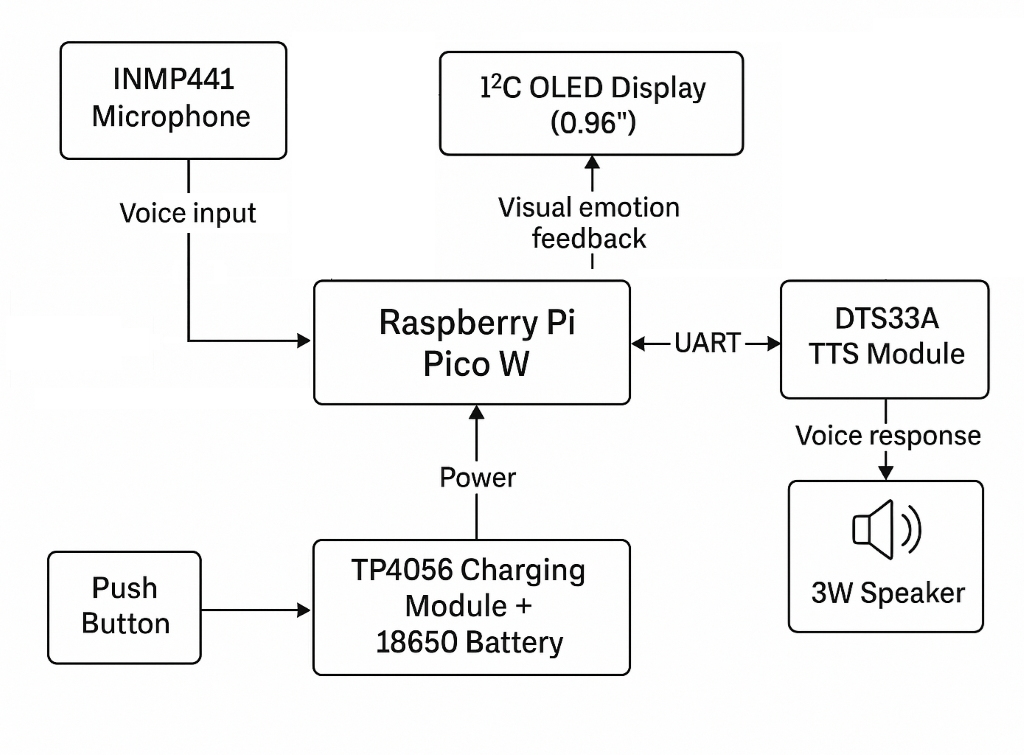 INMP441
Microphone
I²C OLED Display
(0.96")
Voice input
Visual emotion
feedback
Raspberry Pi
Pico W
UART
DTS33A
TTS Module
Voice response
Power
3W Speaker
Push
Button
TP4056 Charging
Module +
18650 Battery